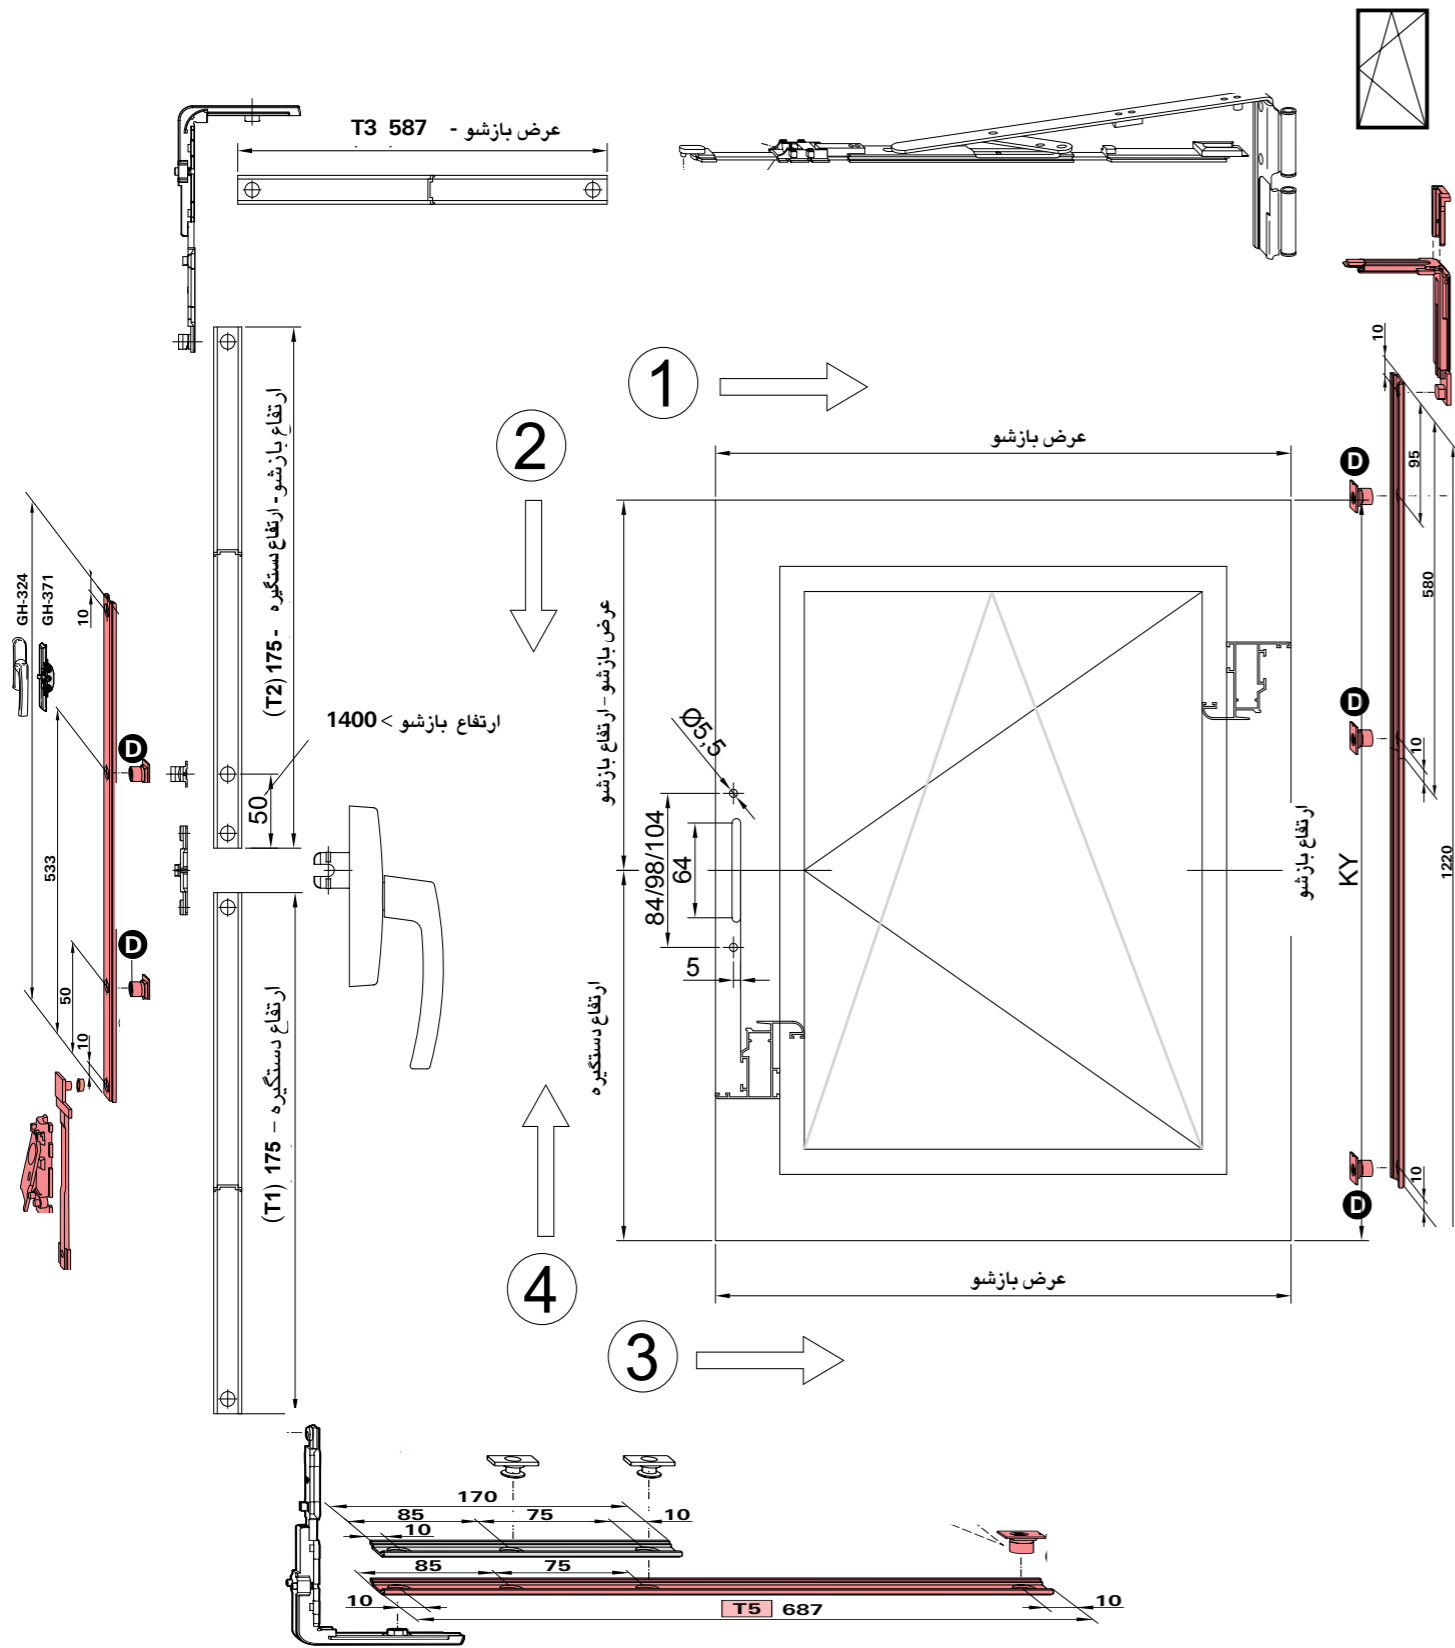 T3 587 - عرض بازشو
10
95
580
1220
10
10
D
D
D
KY
ارتفاع بازشو
1
2
عرض بازشو
ارتفاع بازشو - ارتفاع دستگیره - 175 (T2)
ارتفاع بازشو > 1400
50
GH-324
GH-371
10
533
50
10
D
D
عرض بازشو - ارتفاع بازشو
Ø5,5
84/98/104
64
5
ارتفاع دستگیره
ارتفاع دستگیره - 175 (T1)
4
عرض بازشو
3
170
85 75 10
10
85 75
10 10
T5 687